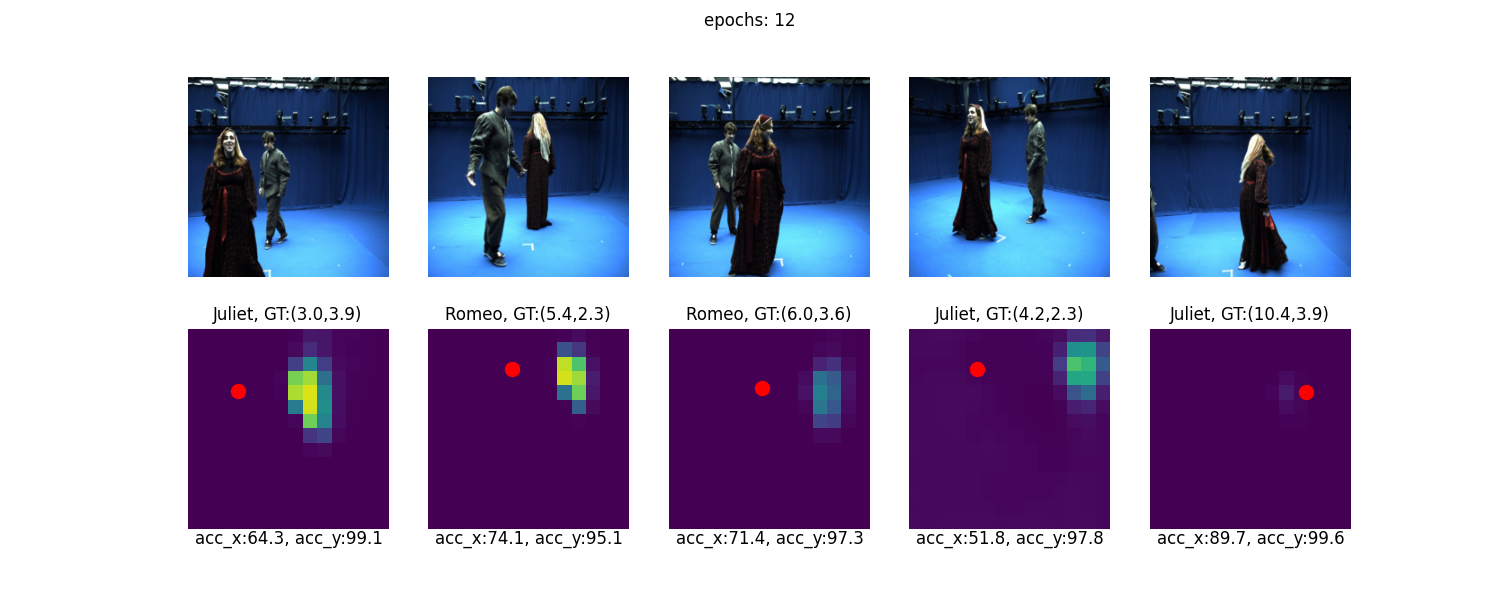 epochs: 12
Juliet, GT:(3.0,3.9)
Romeo, GT:(5.4,2.3)
Romeo, GT:(6.0,3.6)
Juliet, GT:(4.2,2.3)
Juliet, GT:(10.4,3.9)
acc_x:64.3, acc_y:99.1
acc_x:74.1, acc_y:95.1
acc_x:71.4, acc_y:97.3
acc_x:51.8, acc_y:97.8
acc_x:89.7, acc_y:99.6